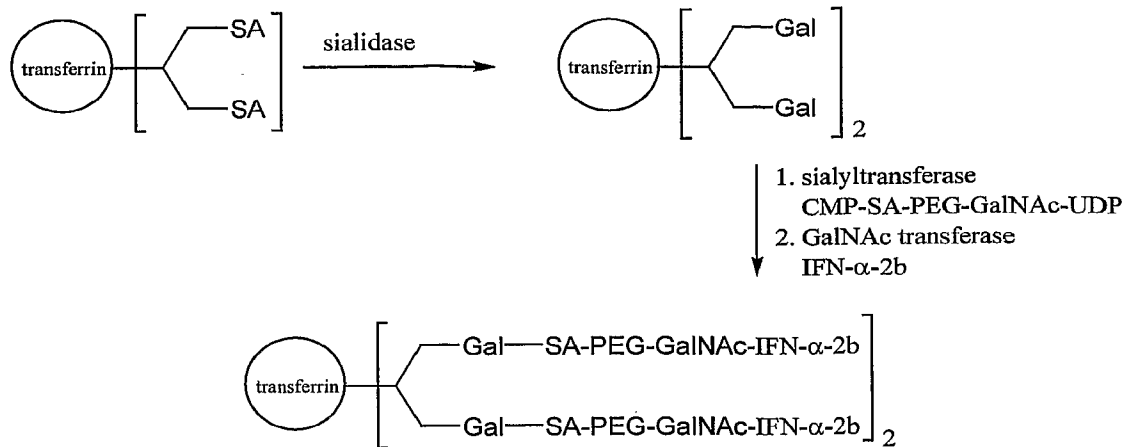 SA
transferrin
SA
sialidase
Gal
transferrin
Gal
2
1. sialyltransferase
CMP-SA-PEG-GalNAc-UDP
2. GalNAc transferase
IFN-α-2b
Gal—SA-PEG-GalNAc-IFN-α-2b
transferrin
Gal—SA-PEG-GalNAc-IFN-α-2b
2